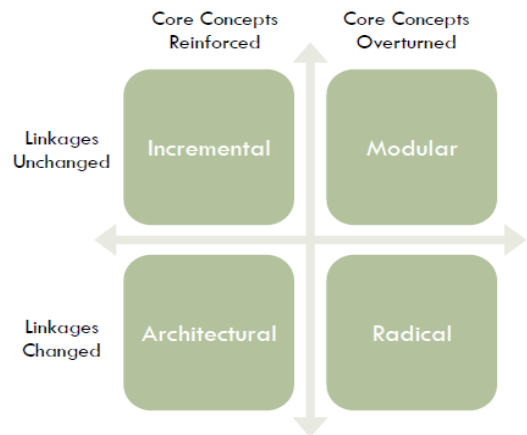 Core Concepts
Reinforced
Core Concepts
Overturned
Linkages
Unchanged
Incremental
Modular
Linkages
Changed
Architectural
Radical